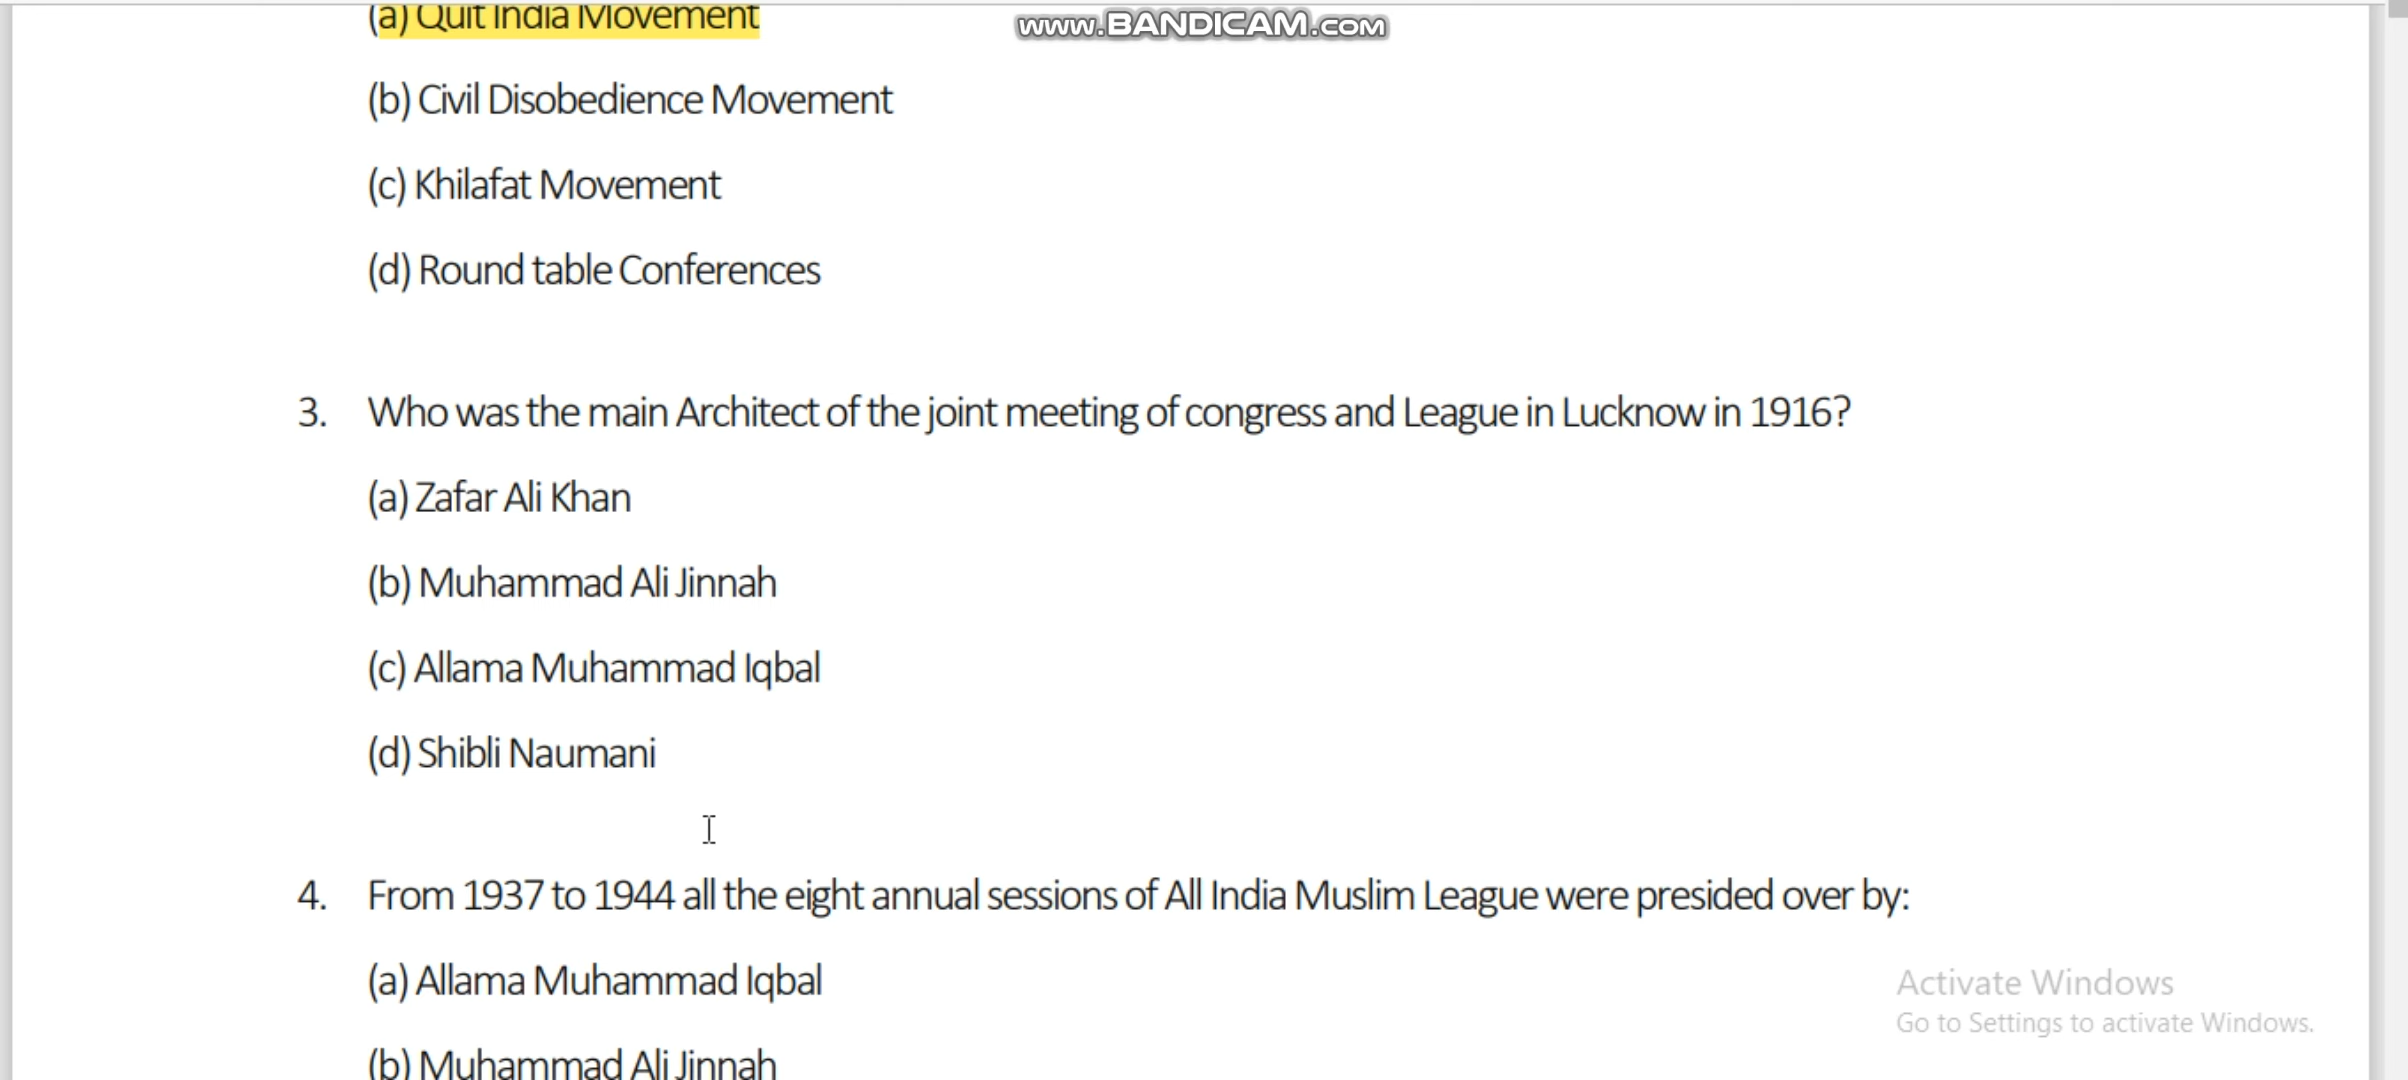 (a) Quit India Movement
www.BANDICAM.com
(b) Civil Disobedience Movement
(c) Khilafat Movement
(d) Round table Conferences
3. Who was the main Architect of the joint meeting of congress and League in Lucknow in 1916?
(a) Zafar Ali Khan
(b) Muhammad Ali Jinnah
(c) Allama Muhammad Iqbal
(d) Shibli Naumani
4. From 1937 to 1944 all the eight annual sessions of All India Muslim League were presided over by:
(a) Allama Muhammad Iqbal
(b) Muhammad Ali Jinnah
Activate Windows
Go to Settings to activate Windows.